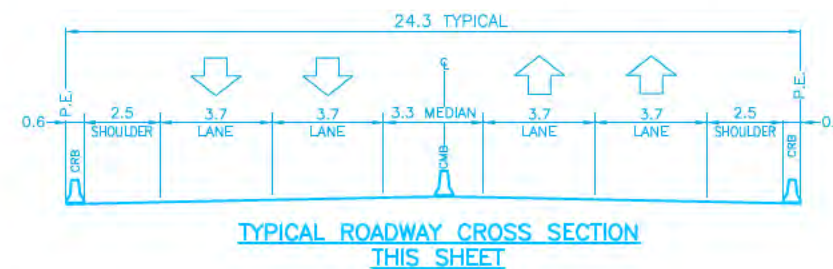 24.3 TYPICAL
℄
P.E.
P.E.
0.6
2.5
3.7
3.7
3.3 MEDIAN
3.7
3.7
2.5
0.
SHOULDER
LANE
LANE
LANE
LANE
SHOULDER
CRB
CMB
CRB
TYPICAL ROADWAY CROSS SECTION
THIS SHEET